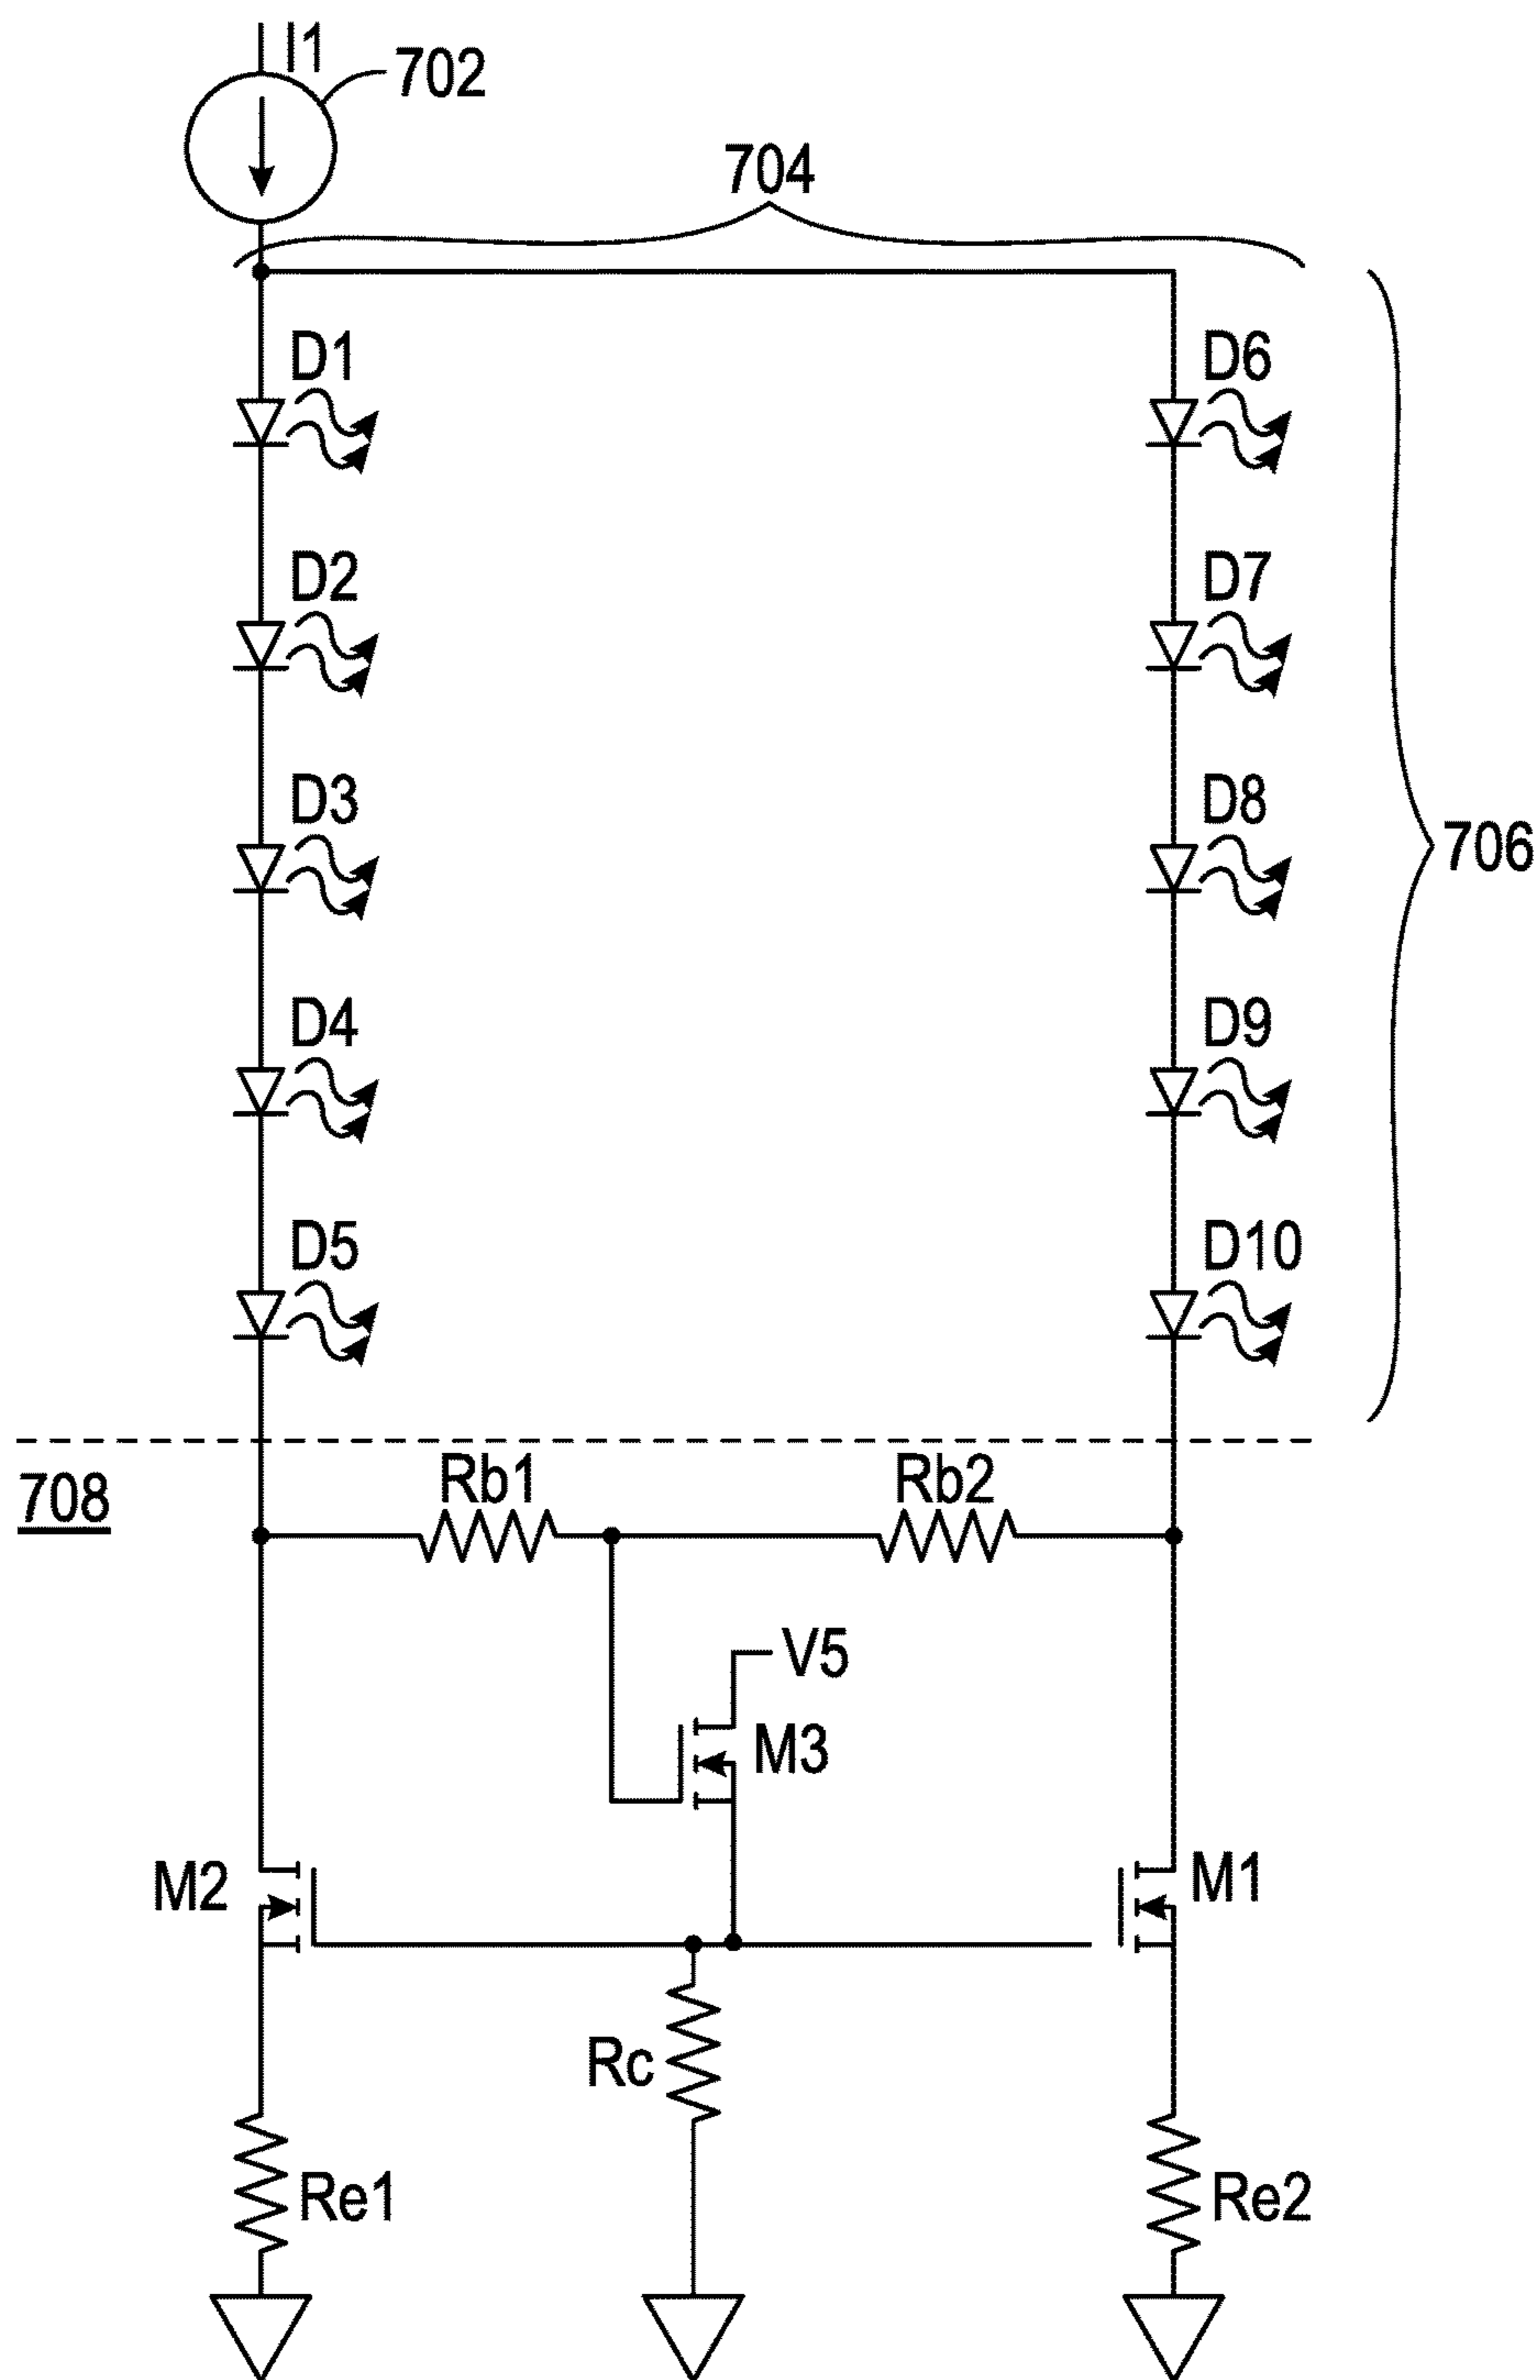 I1
702
704
D1
D6
D2
D7
D3
D8
706
D4
D9
D5
D10
708
Rb1
Rb2
V5
M3
M2
M1
Rc
Re1
Re2